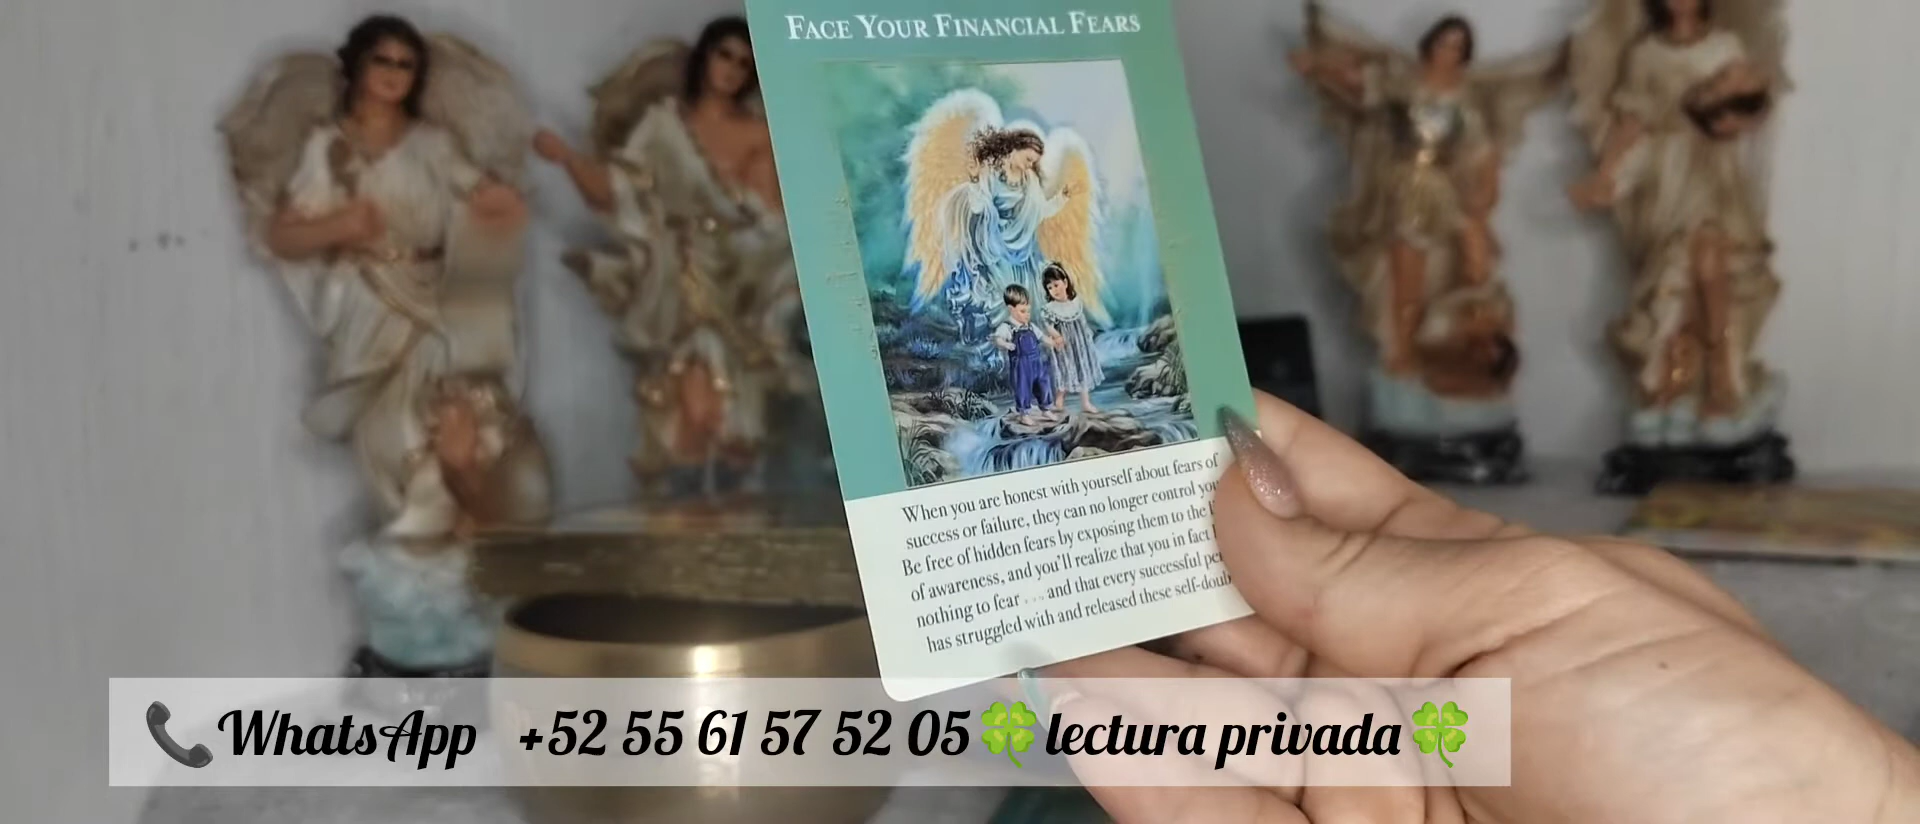 FACE YOUR FINANCIAL FEARS
When you are honest with yourself about fears of
success or failure, they can no longer control
Be free of hidden fears by exposing them to the
of awareness, and you'll realize that you in fact
nothing to fear . . . and that every successful
has struggled with and released these
WhatsApp +52 55 61 57 52 05🍀lectura privada🍀